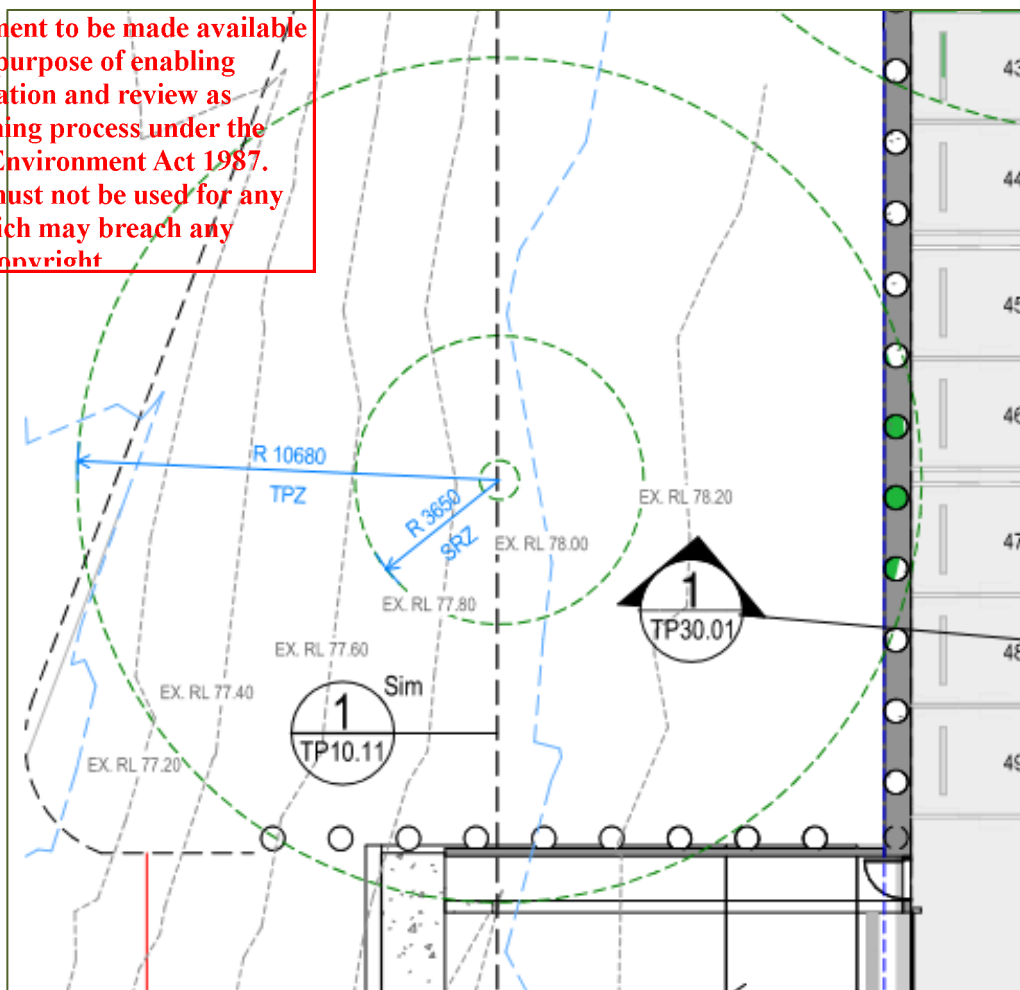 ment to be made available
purpose of enabling
ation and review as
ning process under the
Environment Act 1987.
must not be used for any
ich may breach any
opyright
43
44
45
46
R 10680
TPZ
R 3650
SRZ
EX. RL 78.20
EX. RL 78.00
47
EX. RL 77.80
1
TP30.01
EX. RL 77.60
48
EX. RL 77.40
Sim
1
TP10.11
EX. RL 77.20
49